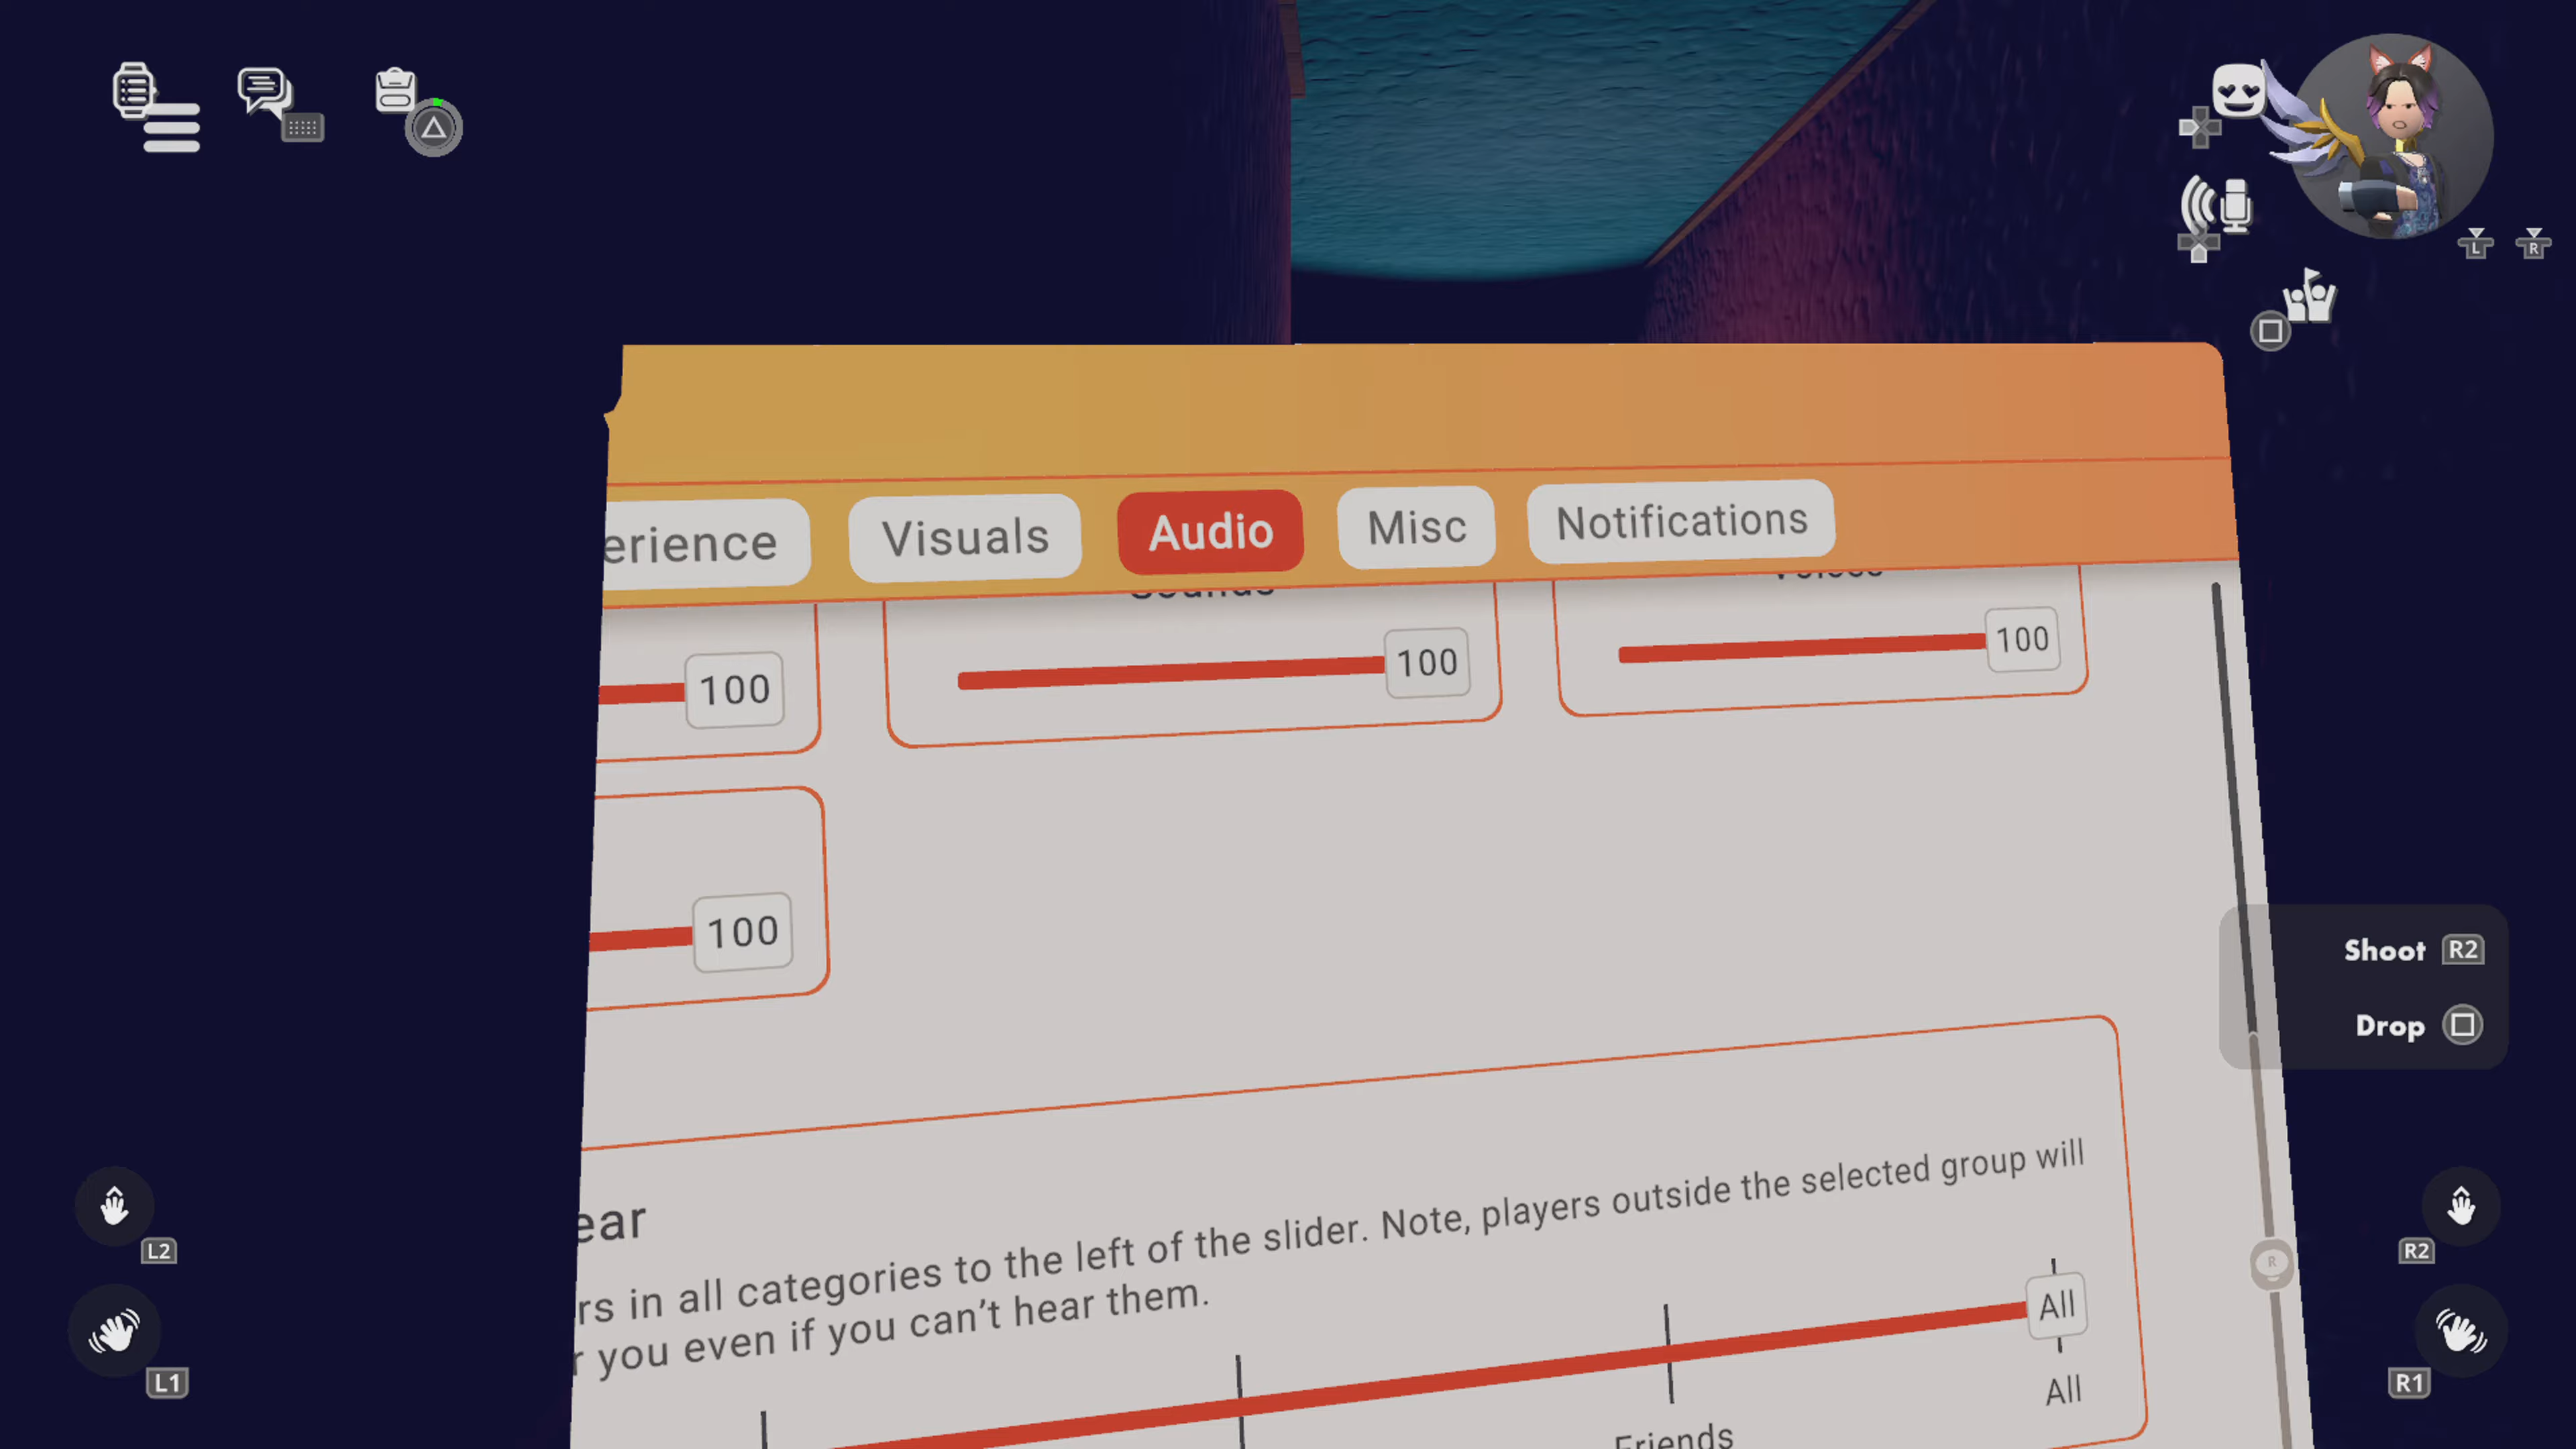 erience
Visuals
Audio
Misc
Notifications
Sounds
Voices
100
100
100
100
Shoot R2
Drop
ear
rs in all categories to the left of the slider. Note, players outside the selected group will
r you even if you can't hear them.
All
All
Friends
L2
L1
R2
R1
L
R
R